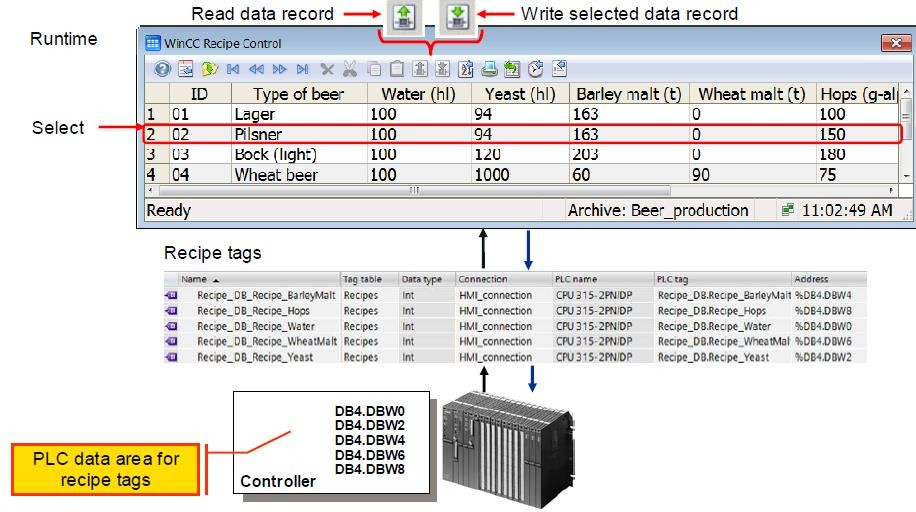 Read data record
Write selected data record
Runtime
WinCC Recipe Control
ID Type of beer Water (hl) Yeast (hl) Barley malt (t) Wheat malt (t) Hops (g-al
1 01 Lager 100 94 163 0 100
Select
2 02 Pilsner 100 94 163 0 150
3 03 Bock (light) 100 120 203 0 180
4 04 Wheat beer 100 1000 60 90 75
Ready Archive: Beer_production 11:02:49 AM
Recipe tags
Name Tag table Data type Connection PLC name PLC tag Address
Recipe_DB_Recipe_BarleyMalt Recipes Int HMI_connection CPU 315-2PN/DP Recipe_DB.Recipe_BarleyMalt %DB4.DBW4
Recipe_DB_Recipe_Hops Recipes Int HMI_connection CPU 315-2PN/DP Recipe_DB.Recipe_Hops %DB4.DBW8
Recipe_DB_Recipe_Water Recipes Int HMI_connection CPU 315-2PN/DP Recipe_DB.Recipe_Water %DB4.DBW0
Recipe_DB_Recipe_WheatMalt Recipes Int HMI_connection CPU 315-2PN/DP Recipe_DB.Recipe_WheatMal %DB4.DBW6
Recipe_DB_Recipe_Yeast Recipes Int HMI_connection CPU 315-2PN/DP Recipe_DB.Recipe_Yeast %DB4.DBW2
DB4.DBW0
DB4.DBW2
DB4.DBW4
DB4.DBW6
DB4.DBW8
Controller
PLC data area for
recipe tags